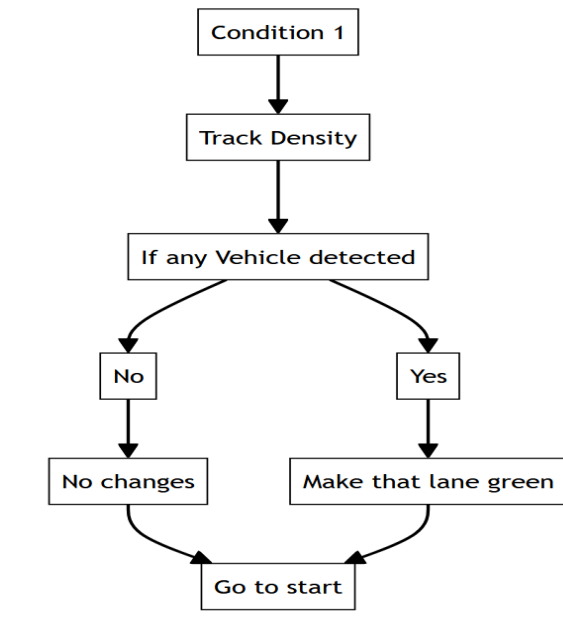 Condition 1
Track Density
If any Vehicle detected
No
Yes
No changes
Make that lane green
Go to start